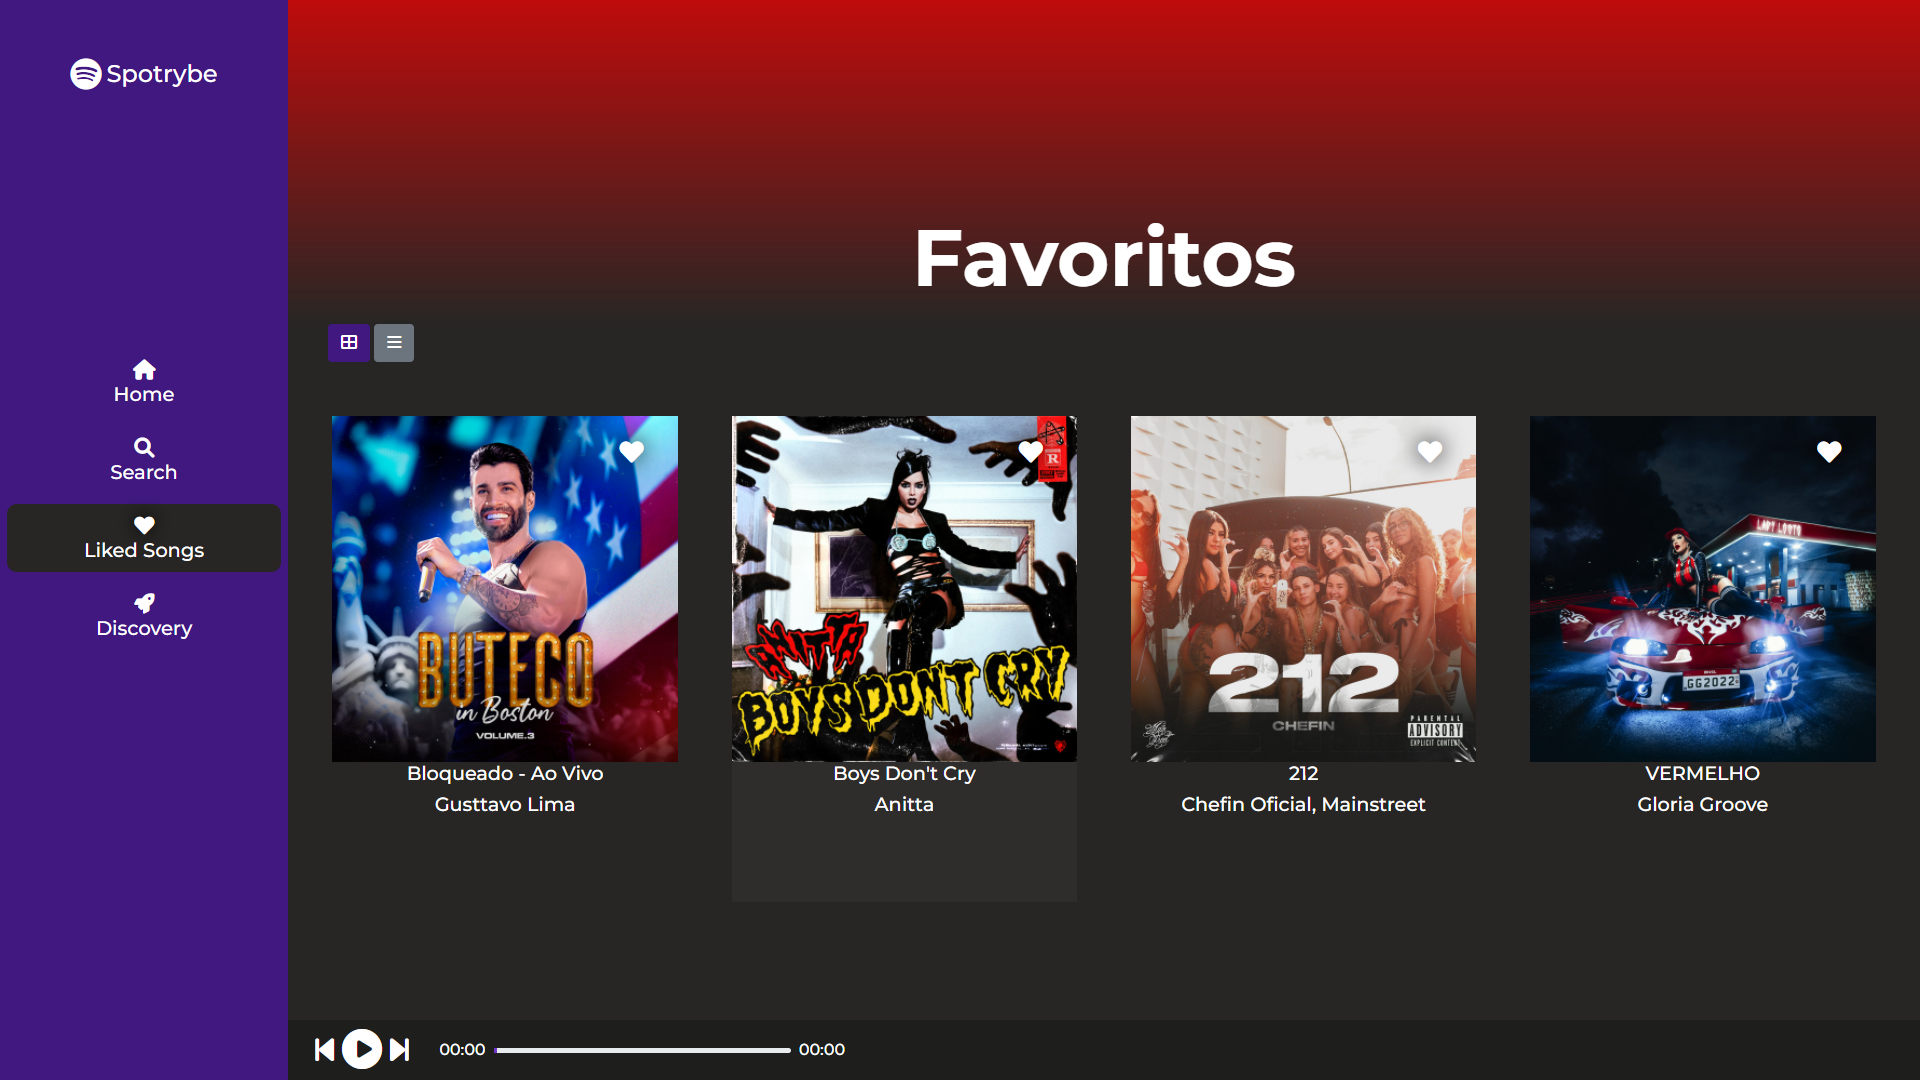 Spotrybe
Home
Search
Liked Songs
Discovery
Favoritos
BUTECO
in Boston
VOLUME.3
Bloqueado - Ao Vivo
Gusttavo Lima
R
ANITTA
BOYS DON'T CRY
Boys Don't Cry
Anitta
212
CHEFIN
PARENTAL
ADVISORY
EXPLICIT CONTENT
212
Chefin Oficial, Mainstreet
LADY LOOTO
GG2022
VERMELHO
Gloria Groove
00:00
00:00